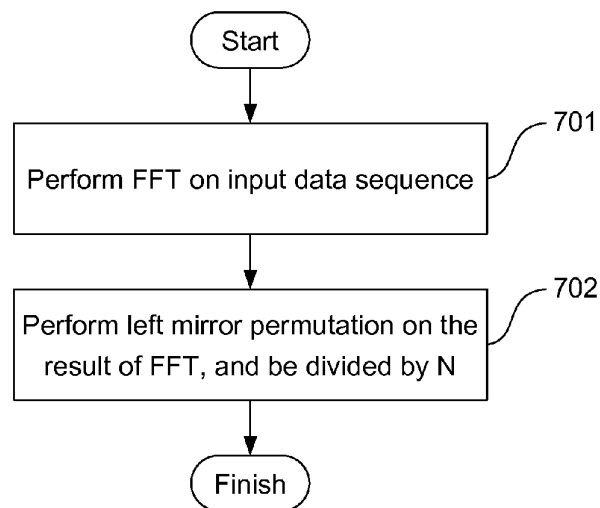 Start
701
Perform FFT on input data sequence
702
Perform left mirror permutation on the
result of FFT, and be divided by N
Finish